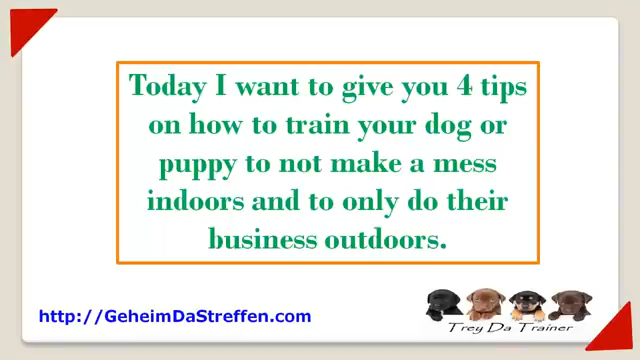 Today I want to give you 4 tips
on how to train your dog or
puppy to not make a mess
indoors and to only do their
business outdoors.
http://GeheimDaStreffen.com
Trey Da Trainer